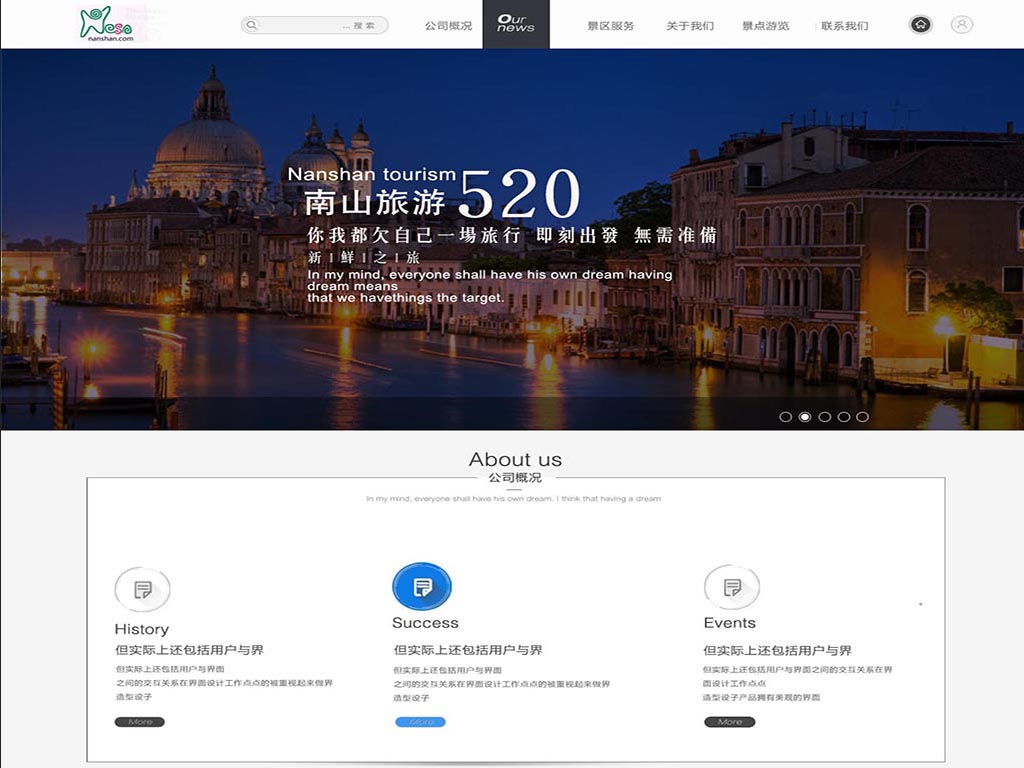 Neso
nanshan.com
... 搜 索
公司概况
Our news
景区服务
关于我们
景点游览
联系我们
Nanshan tourism
南山旅游 520
你我都欠自己一場旅行 即刻出發 無需准備
新 | 鲜 | 之 | 旅
In my mind, everyone shall have his own dream having
dream means
that we havethings the target.
About us
公司概况
In my mind, everyone shall have his own dream. I think that having a dream
History
但实际上还包括用户与界
但实际上还包括用户与界面
之间的交互关系在界面设计工作点点的被重视起来做界
造型设子
More
Success
但实际上还包括用户与界
但实际上还包括用户与界面
之间的交互关系在界面设计工作点点的被重视起来做界
造型设子
More
Events
但实际上还包括用户与界
但实际上还包括用户与界面之间的交互关系在界
面设计工作点点
造型设子产品拥有美观的界面
More